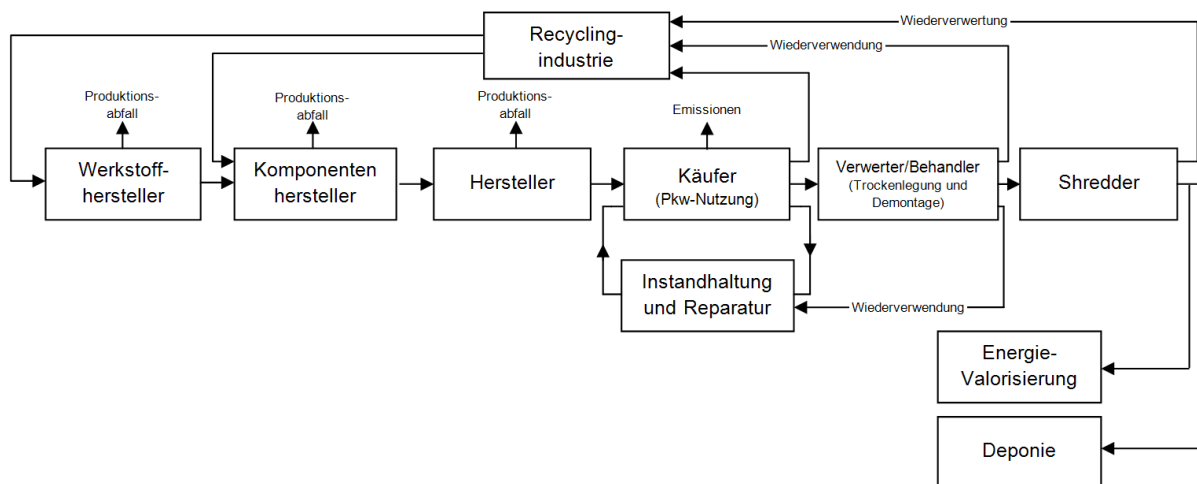 Wiederverwertung
Recycling-
industrie
Wiederverwendung
Produktions-
abfall
Produktions-
abfall
Produktions-
abfall
Emissionen
Werkstoff-
hersteller
Komponenten
hersteller
Hersteller
Käufer
(Pkw-Nutzung)
Verwerter/Behandler
(Trockenlegung und
Demontage)
Shredder
Instandhaltung
und Reparatur
Wiederverwendung
Energie-
Valorisierung
Deponie